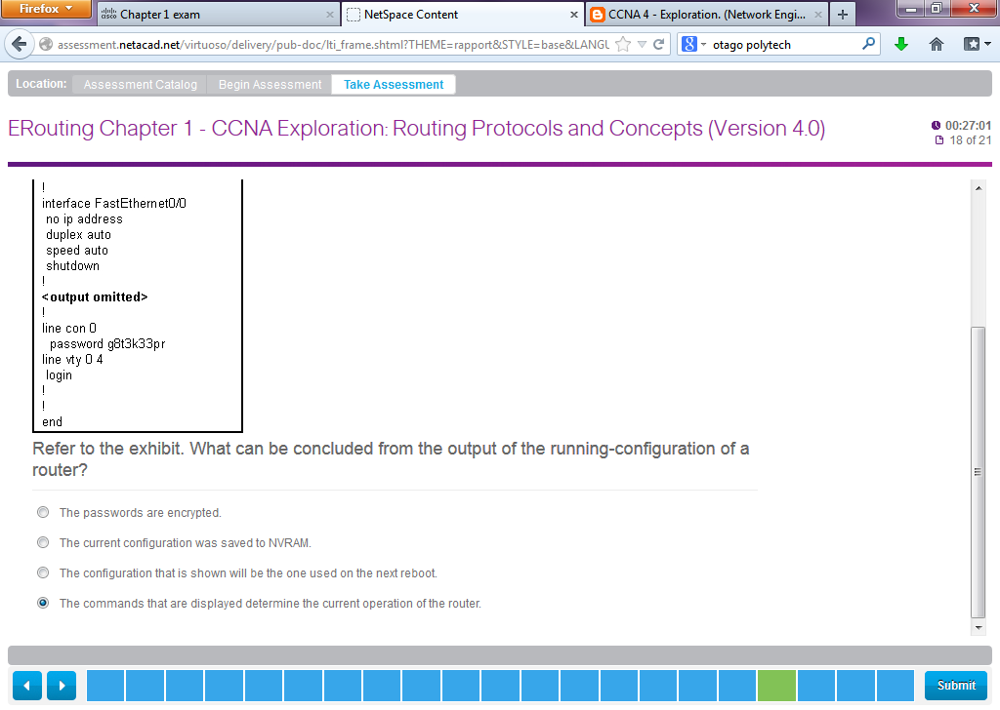 Firefox
cisco Chapter 1 exam
NetSpace Content
CCNA 4 - Exploration. (Network Engi...
assessment.netacad.net/virtuoso/delivery/pub-doc/lti_frame.shtml?THEME=rapport&STYLE=base&LANGU
otago polytech
Location: Assessment Catalog Begin Assessment Take Assessment
ERouting Chapter 1 - CCNA Exploration: Routing Protocols and Concepts (Version 4.0)
00:27:01
18 of 21
!
interface FastEthernet0/0
no ip address
duplex auto
speed auto
shutdown
!
<output omitted>
!
line con 0
password g8t3k33pr
line vty 0 4
login
!
!
end
Refer to the exhibit. What can be concluded from the output of the running-configuration of a
router?
The passwords are encrypted.
The current configuration was saved to NVRAM.
The configuration that is shown will be the one used on the next reboot.
The commands that are displayed determine the current operation of the router.
Submit